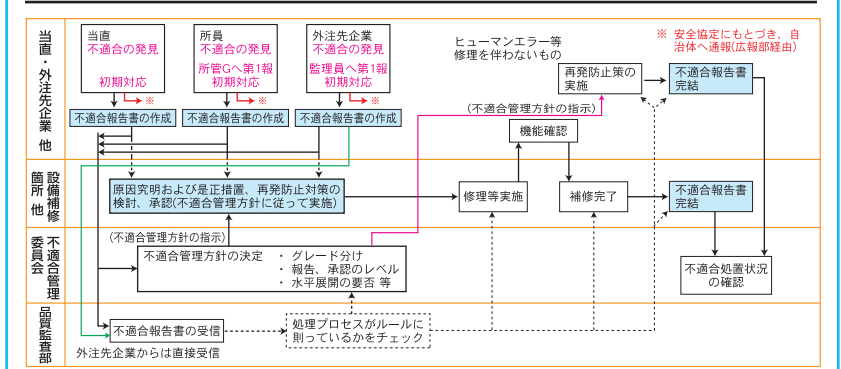 当直・外注先企業 他
当直
不適合の発見
初期対応
所員
不適合の発見
所管Gへ第1報
初期対応
外注先企業
不適合の発見
監理員へ第1報
初期対応
※
※
※
不適合報告書の作成
不適合報告書の作成
不適合報告書の作成
ヒューマンエラー等
修理を伴わないもの
※ 安全協定にもとづき、自
治体へ通報(広報部経由)
再発防止策の
実施
不適合報告書
完結
(不適合管理方針の指示)
機能確認
設備補修
箇所 他
原因究明および是正措置、再発防止対策の
検討、承認(不適合管理方針に従って実施)
修理等実施
補修完了
不適合報告書
完結
不適合管理
委員会
(不適合管理方針の指示)
不適合管理方針の決定
・ グレード分け
・ 報告、承認のレベル
・ 水平展開の要否 等
不適合処置状況
の確認
品質監査部
不適合報告書の受信
外注先企業からは直接受信
処理プロセスがルールに
則っているかをチェック